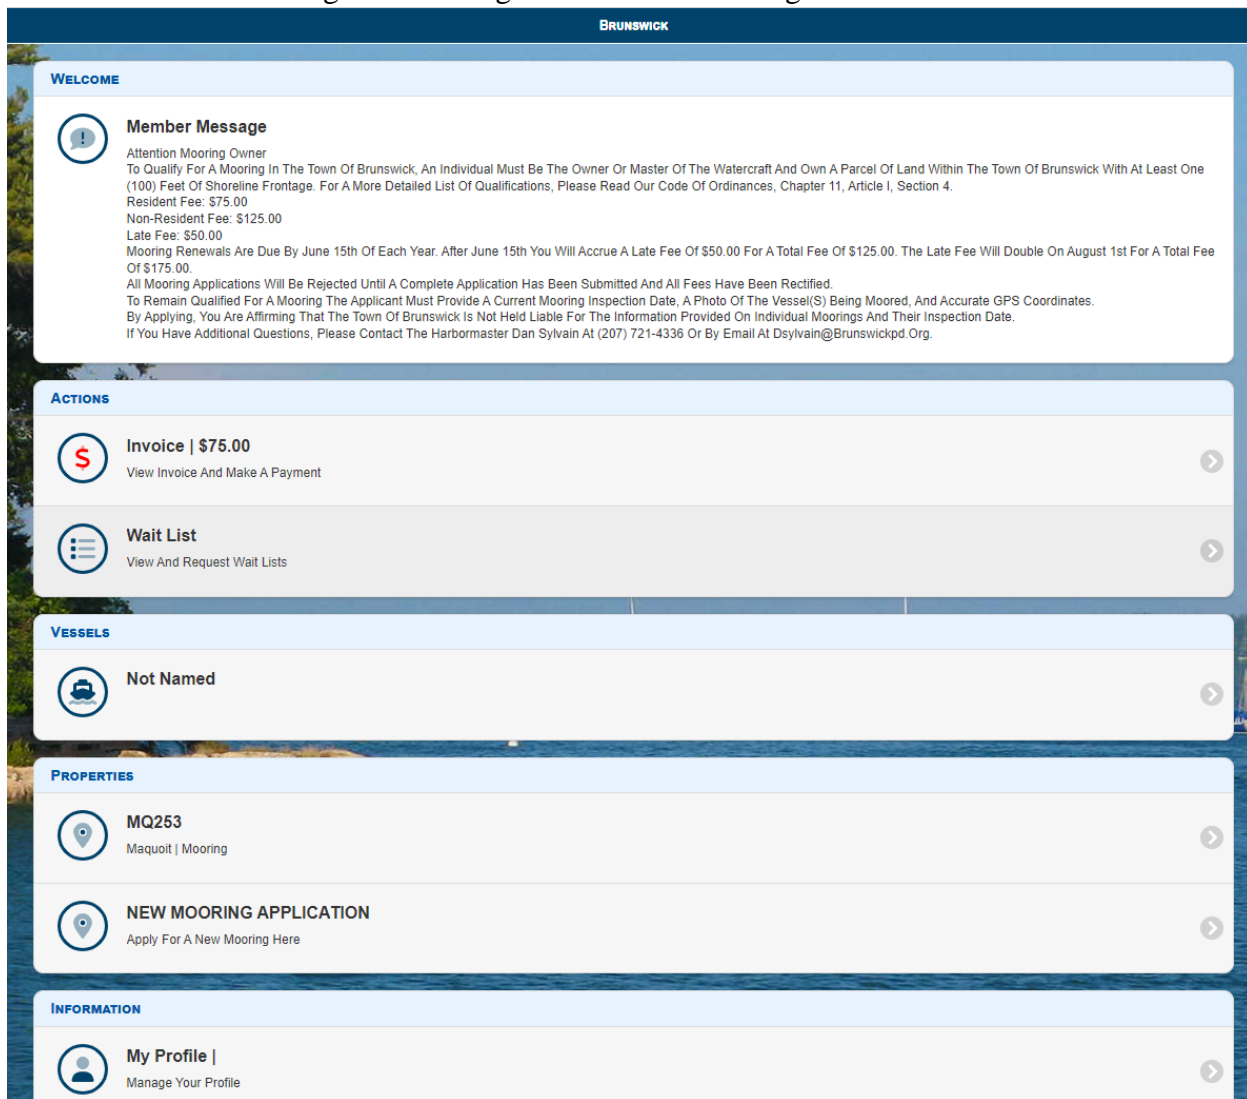 BRUNSWICK
WELCOME
Member Message
Attention Mooring Owner
To Qualify For A Mooring In The Town Of Brunswick, An Individual Must Be The Owner Or Master Of The Watercraft And Own A Parcel Of Land Within The Town Of Brunswick With At Least One
(100) Feet Of Shoreline Frontage. For A More Detailed List Of Qualifications, Please Read Our Code Of Ordinances, Chapter 11, Article I, Section 4.
Resident Fee: $75.00
Non-Resident Fee: $125.00
Late Fee: $50.00
Mooring Renewals Are Due By June 15th Of Each Year. After June 15th You Will Accrue A Late Fee Of $50.00 For A Total Fee Of $125.00. The Late Fee Will Double On August 1st For A Total Fee
Of $175.00.
All Mooring Applications Will Be Rejected Until A Complete Application Has Been Submitted And All Fees Have Been Rectified.
To Remain Qualified For A Mooring The Applicant Must Provide A Current Mooring Inspection Date, A Photo Of The Vessel(S) Being Moored, And Accurate GPS Coordinates.
By Applying, You Are Affirming That The Town Of Brunswick Is Not Held Liable For The Information Provided On Individual Moorings And Their Inspection Date.
If You Have Additional Questions, Please Contact The Harbormaster Dan Sylvain At (207) 721-4336 Or By Email At Dsylvain@Brunswickpd.Org.
ACTIONS
Invoice | $75.00
View Invoice And Make A Payment
Wait List
View And Request Wait Lists
VESSELS
Not Named
PROPERTIES
MQ253
Maquoit | Mooring
NEW MOORING APPLICATION
Apply For A New Mooring Here
INFORMATION
My Profile |
Manage Your Profile